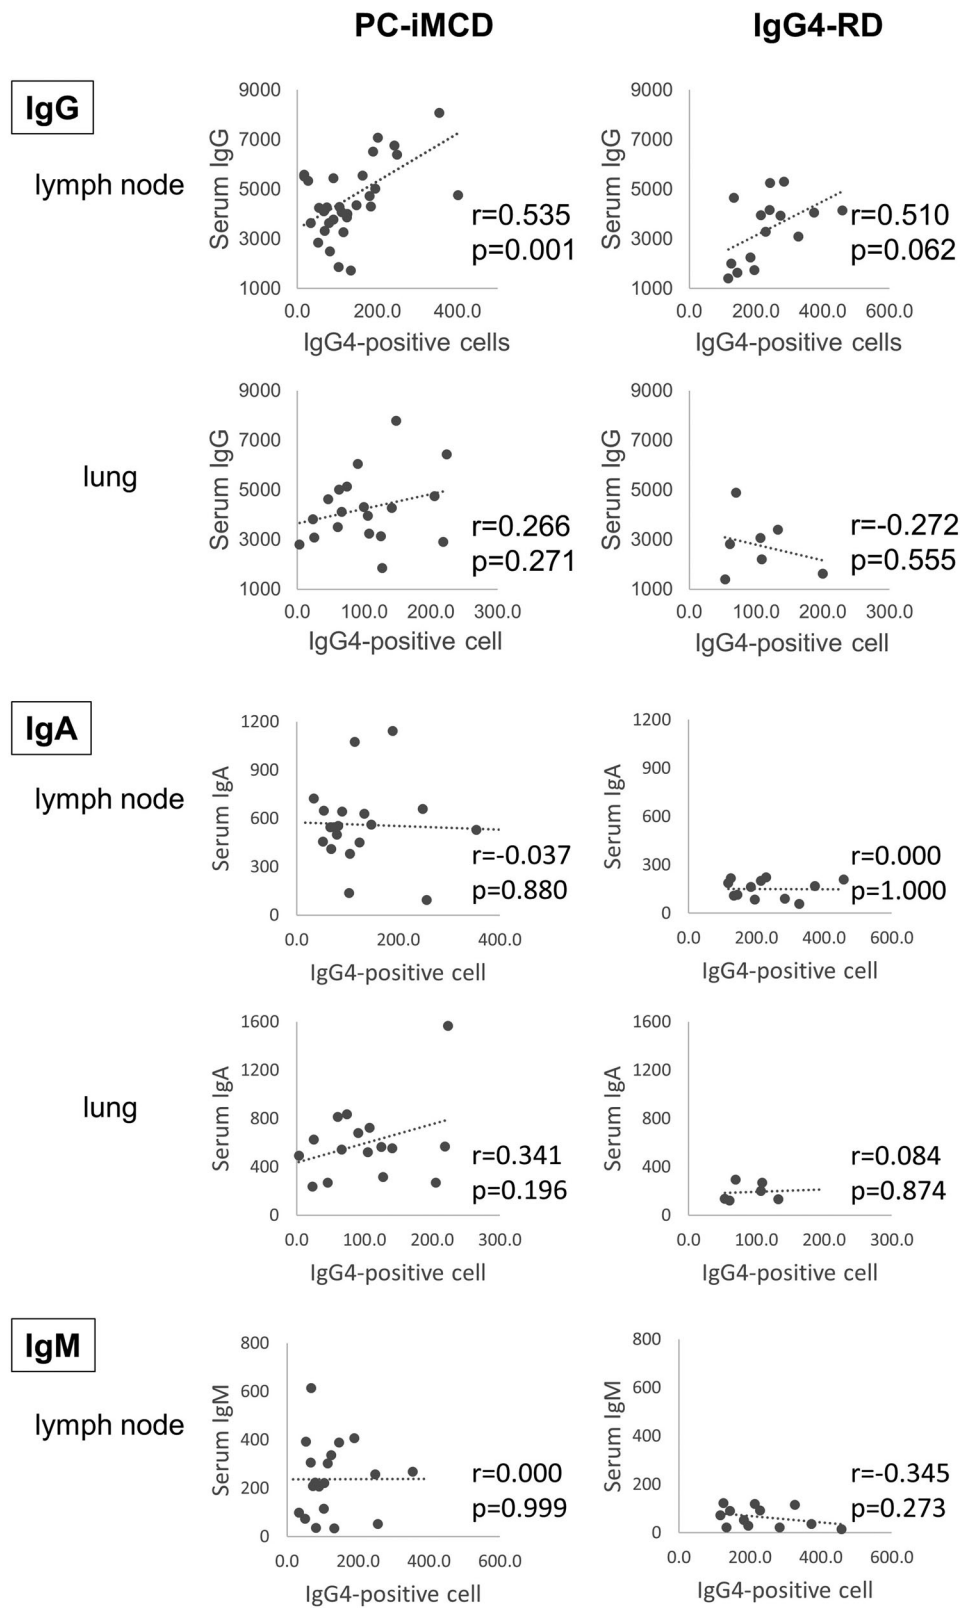 PC-iMCD
IgG4-RD
IgG
lymph node
Serum IgG
9000
7000
5000
3000
1000
0.0 200.0 400.0
IgG4-positive cells
r=0.535
p=0.001
Serum IgG
9000
7000
5000
3000
1000
0.0 200.0 400.0 600.0
IgG4-positive cells
r=0.510
p=0.062
lung
Serum IgG
9000
7000
5000
3000
1000
0.0 100.0 200.0 300.0
IgG4-positive cell
r=0.266
p=0.271
Serum IgG
9000
7000
5000
3000
1000
0.0 100.0 200.0 300.0
IgG4-positive cell
r=-0.272
p=0.555
IgA
lymph node
Serum IgA
1200
900
600
300
0
0.0 200.0 400.0
IgG4-positive cell
r=-0.037
p=0.880
Serum IgA
1200
900
600
300
0
0.0 200.0 400.0 600.0
IgG4-positive cell
r=0.000
p=1.000
lung
Serum IgA
1600
1200
800
400
0
0.0 100.0 200.0 300.0
IgG4-positive cell
r=0.341
p=0.196
Serum IgA
1600
1200
800
400
0
0.0 100.0 200.0 300.0
IgG4-positive cell
r=0.084
p=0.874
IgM
lymph node
Serum IgM
800
600
400
200
0
0.0 200.0 400.0 600.0
IgG4-positive cell
r=0.000
p=0.999
Serum IgM
800
600
400
200
0
0.0 200.0 400.0 600.0
IgG4-positive cell
r=-0.345
p=0.273